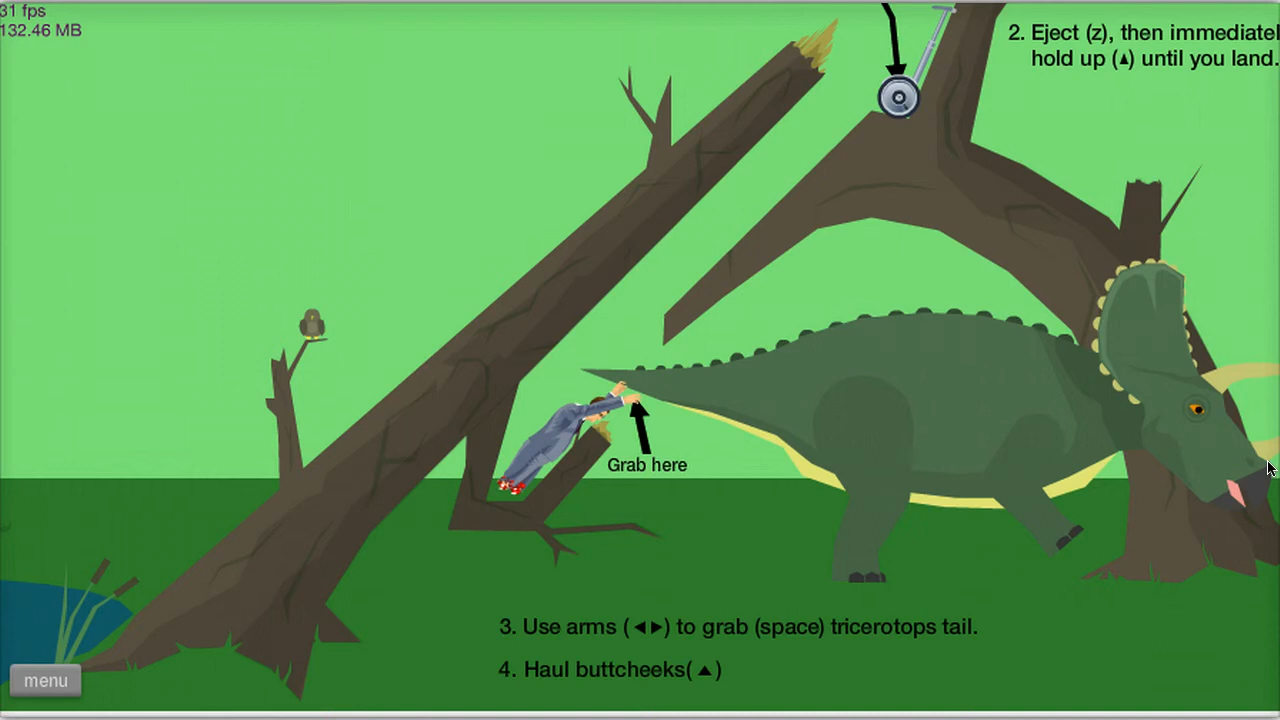 31 fps
132.46 MB
2. Eject (z), then immediatel
hold up (▲) until you land.
Grab here
3. Use arms (◄►) to grab (space) tricerotops tail.
4. Haul buttcheeks(▲)
menu